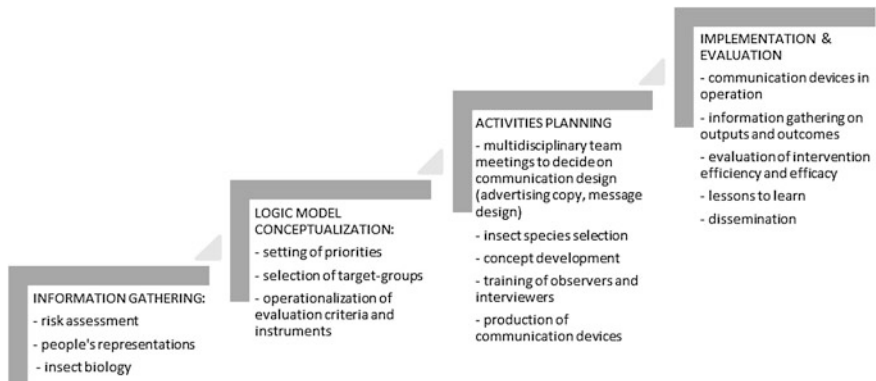 INFORMATION GATHERING:
- risk assessment
- people's representations
- insect biology
LOGIC MODEL
CONCEPTUALIZATION:
- setting of priorities
- selection of target-groups
- operationalization of
evaluation criteria and
instruments
ACTIVITIES PLANNING
- multidisciplinary team
meetings to decide on
communication design
(advertising copy, message
design)
- insect species selection
- concept development
- training of observers and
interviewers
- production of
communication devices
IMPLEMENTATION &
EVALUATION
- communication devices in
operation
- information gathering on
outputs and outcomes
- evaluation of intervention
efficiency and efficacy
- lessons to learn
- dissemination